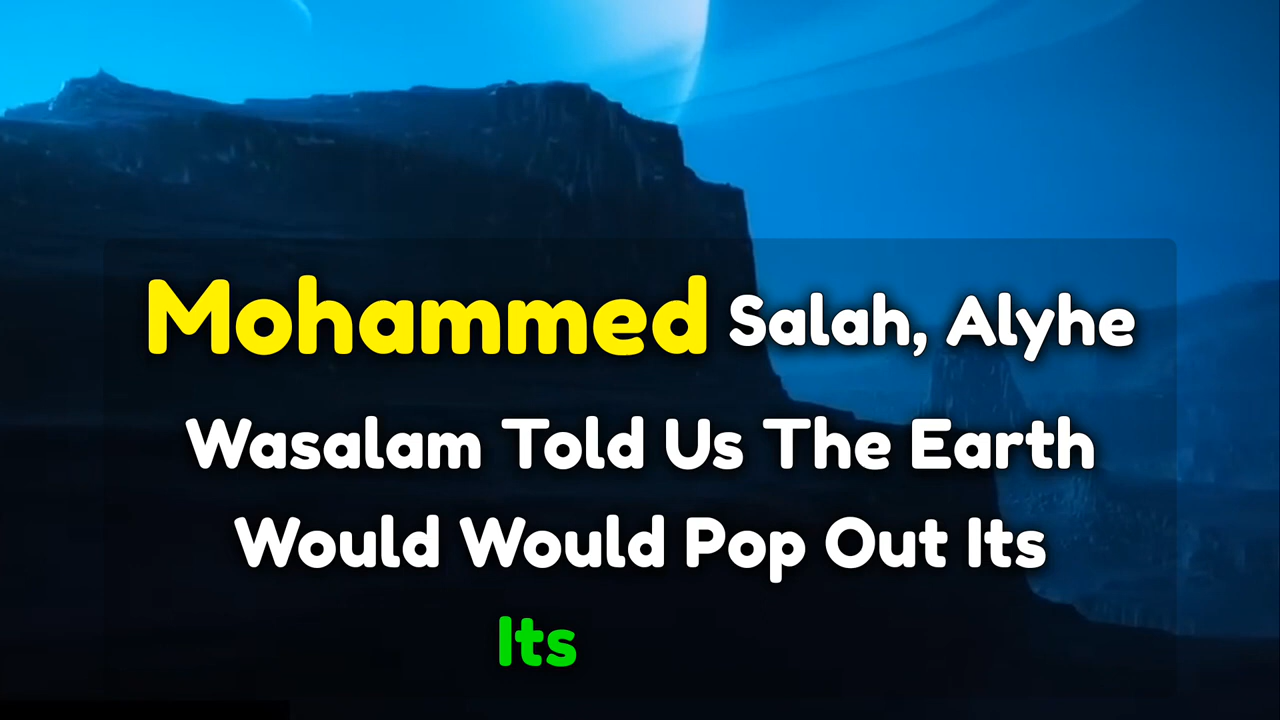 Mohammed Salah, Alyhe
Wasalam Told Us The Earth
Would Would Pop Out Its
Its